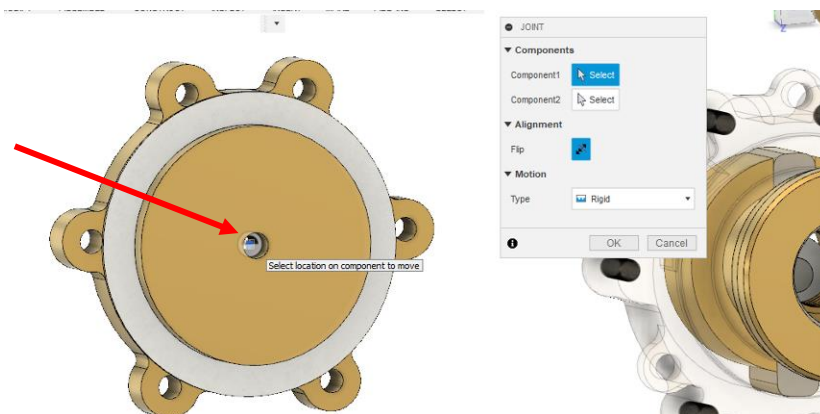 Select location on component to move
JOINT
Components
Component1 Select
Component2 Select
Alignment
Flip
Motion
Type Rigid
OK Cancel
Z